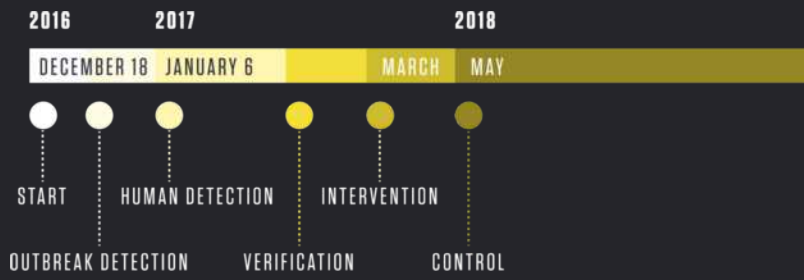 2016 2017 2018
DECEMBER 18 JANUARY 6 MARCH MAY
START HUMAN DETECTION INTERVENTION
OUTBREAK DETECTION VERIFICATION CONTROL